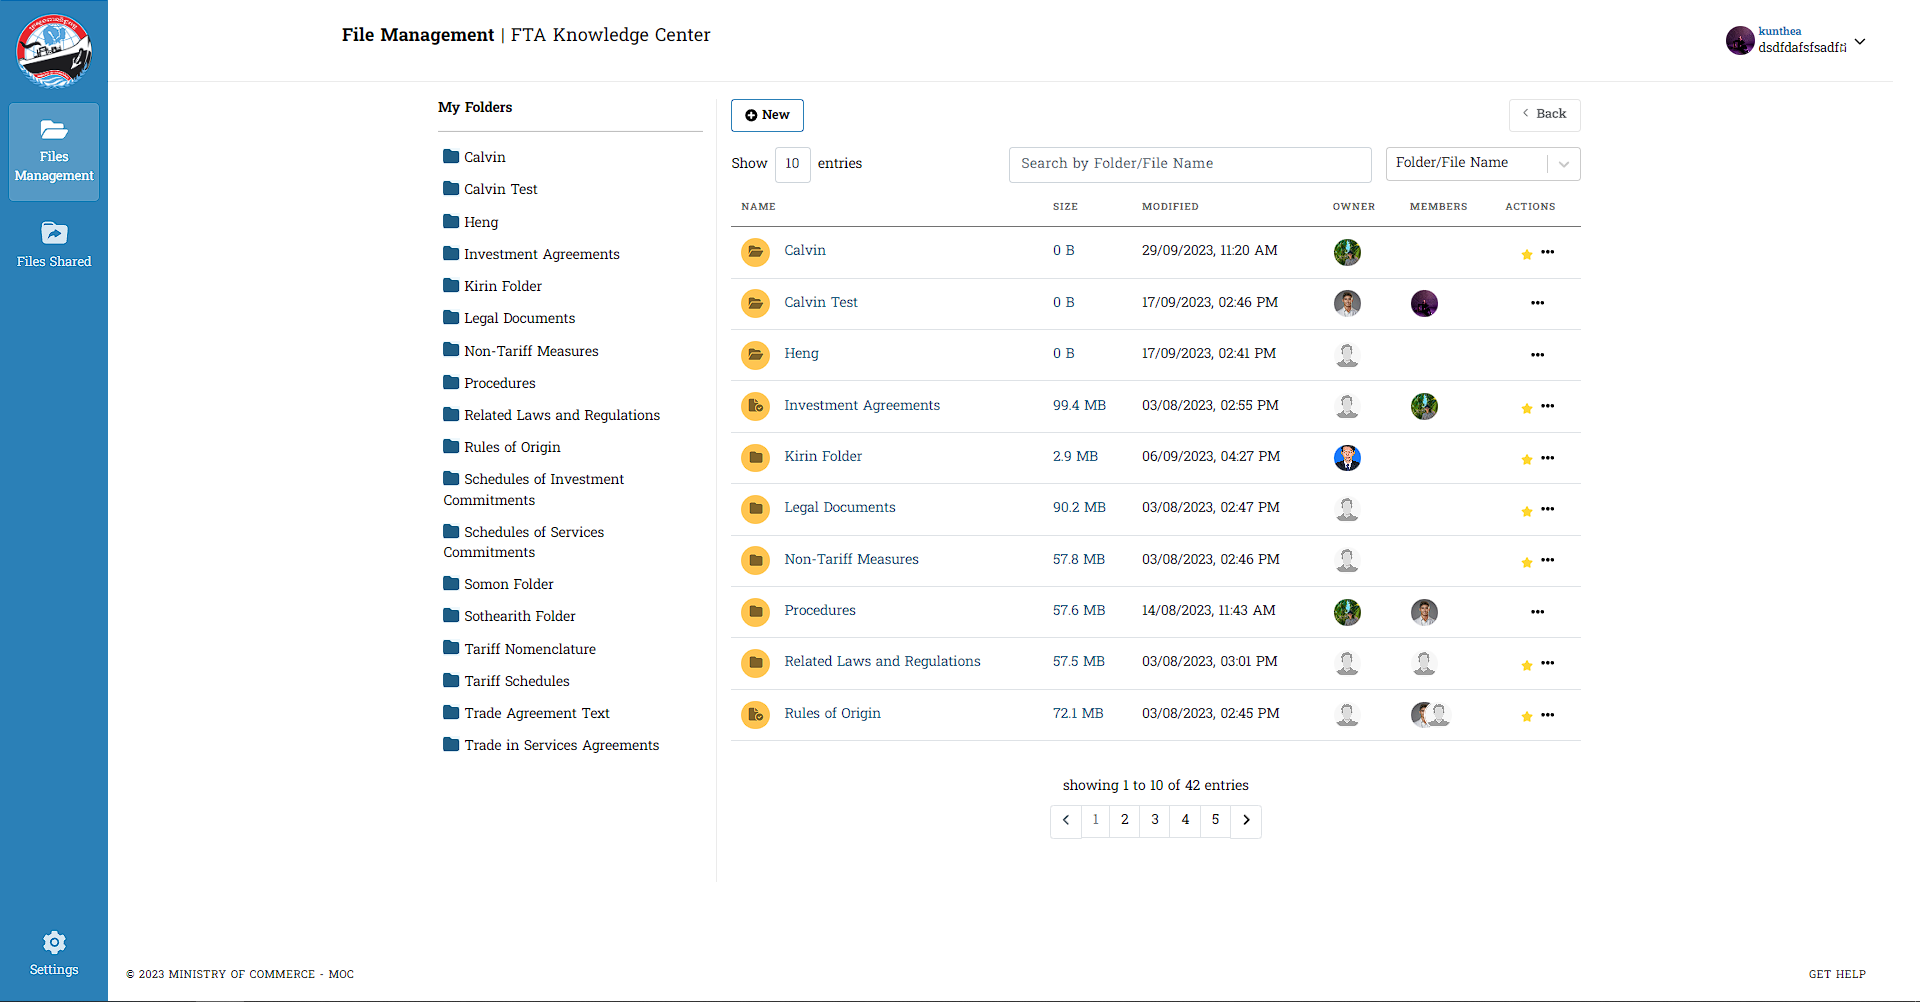 File Management | FTA Knowledge Center
kunthea
Files
Management
Files Shared
Settings
My Folders
Calvin
Calvin Test
Heng
Investment Agreements
Kirin Folder
Legal Documents
Non-Tariff Measures
Procedures
Related Laws and Regulations
Rules of Origin
Schedules of Investment
Commitments
Schedules of Services
Commitments
Somon Folder
Sothearith Folder
Tariff Nomenclature
Tariff Schedules
Trade Agreement Text
Trade in Services Agreements
New
Back
Show 10 entries
Search by Folder/File Name
Folder/File Name
NAME SIZE MODIFIED OWNER MEMBERS ACTIONS
Calvin 0 B 29/09/2023, 11:20 AM
Calvin Test 0 B 17/09/2023, 02:46 PM
Heng 0 B 17/09/2023, 02:41 PM
Investment Agreements 99.4 MB 03/08/2023, 02:55 PM
Kirin Folder 2.9 MB 06/09/2023, 04:27 PM
Legal Documents 90.2 MB 03/08/2023, 02:47 PM
Non-Tariff Measures 57.8 MB 03/08/2023, 02:46 PM
Procedures 57.6 MB 14/08/2023, 11:43 AM
Related Laws and Regulations 57.5 MB 03/08/2023, 03:01 PM
Rules of Origin 72.1 MB 03/08/2023, 02:45 PM
showing 1 to 10 of 42 entries
1 2 3 4 5
© 2023 MINISTRY OF COMMERCE - MOC
GET HELP